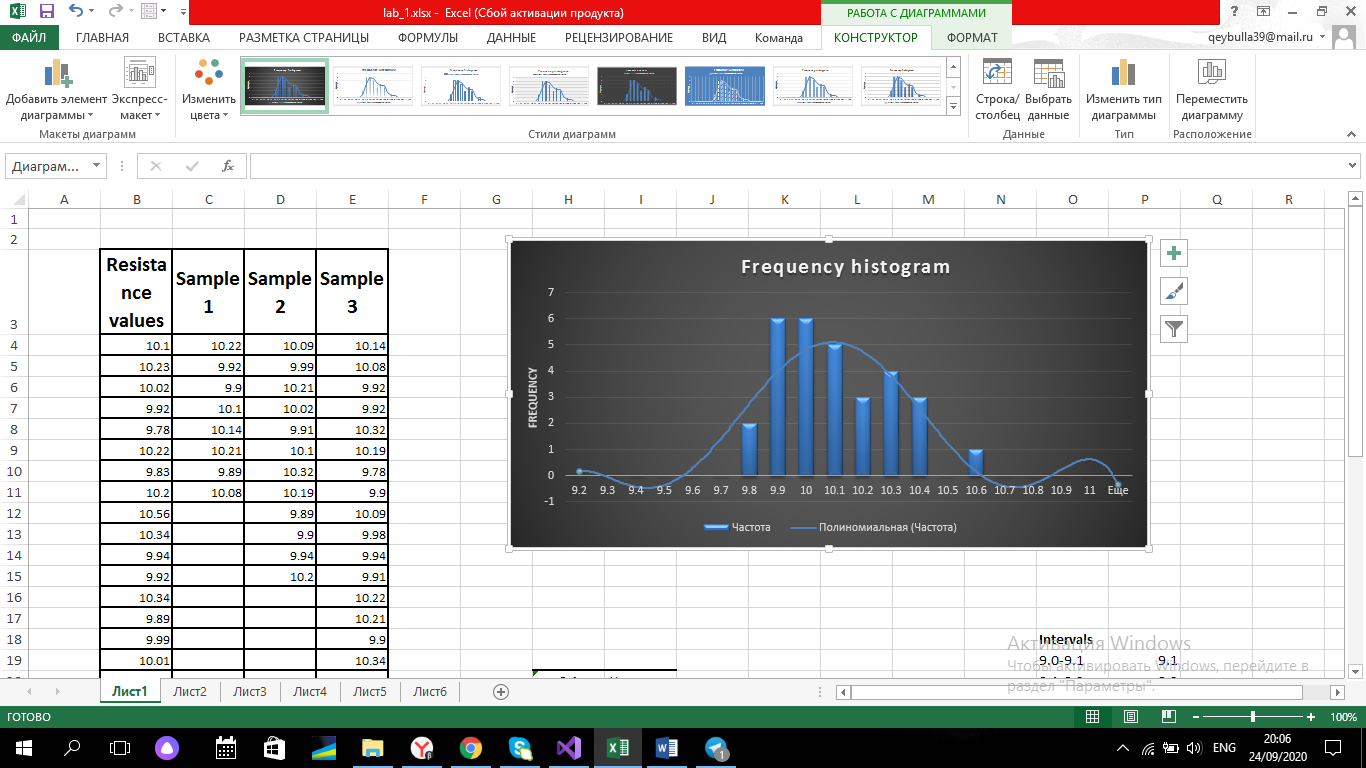 lab_1.xlsx - Excel (Сбой активации продукта)
РАБОТА С ДИАГРАММАМИ
?
ФАЙЛ ГЛАВНАЯ ВСТАВКА РАЗМЕТКА СТРАНИЦЫ ФОРМУЛЫ ДАННЫЕ РЕЦЕНЗИРОВАНИЕ ВИД Команда КОНСТРУКТОР ФОРМАТ qeybulla39@mail.ru
Добавить элемент диаграммы
Экспресс-макет
Изменить цвета
Строка/столбец
Выбрать данные
Изменить тип диаграммы
Переместить диаграмму
Макеты диаграмм
Стили диаграмм
Данные
Тип
Расположение
Диаграм...
fx
A B C D E F G H I J K L M N O P Q R
1
2
3 Resistance values Sample 1 Sample 2 Sample 3
4 10.1 10.22 10.09 10.14
5 10.23 9.92 9.99 10.08
6 10.02 9.9 10.21 9.92
7 9.92 10.1 10.02 9.92
8 9.78 10.14 9.91 10.32
9 10.22 10.21 10.1 10.19
10 9.83 9.89 10.32 9.78
11 10.2 10.08 10.19 9.9
12 10.56 9.89 10.09
13 10.34 9.9 9.98
14 9.94 9.94 9.94
15 9.92 10.2 9.91
16 10.34 10.22
17 9.89 10.21
18 9.99 9.9
19 10.01 10.34
Frequency histogram
FREQUENCY
7
6
5
4
3
2
1
0
-1
9.2 9.3 9.4 9.5 9.6 9.7 9.8 9.9 10 10.1 10.2 10.3 10.4 10.5 10.6 10.7 10.8 10.9 11 Еще
Частота
Полиномиальная (Частота)
Intervals
9.0-9.1 9.1
Активация Windows
Чтобы активировать Windows, перейдите в
раздел "Параметры".
Лист1 Лист2 Лист3 Лист4 Лист5 Лист6
ГОТОВО
100%
ENG
20:06
24/09/2020
1